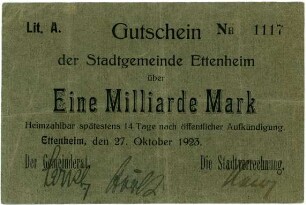 Lit. A. Gutschein № 1117
der Stadtgemeinde Ettenheim
über
Eine Milliarde Mark
Heimzahlbar spätestens 14 Tage nach öffentlicher Aufkündigung.
Ettenheim, den 27. Oktober 1923.
Der Gemeinderat. Die Stadtverrechnung.